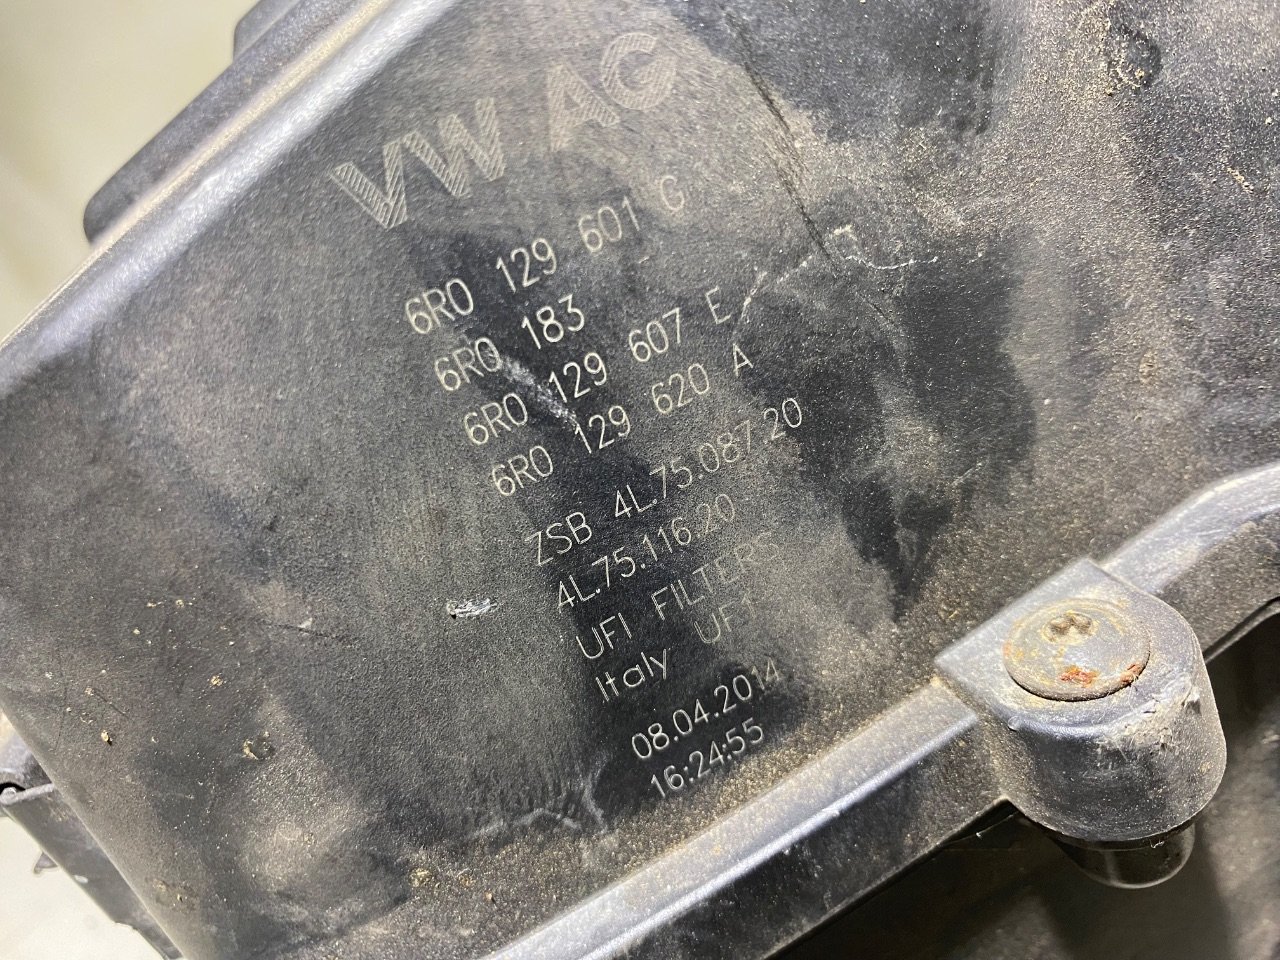 VW AG
6R0 129 601 G
6R0 183
6R0 129 607 E
6R0 129 620 A
ZSB 4L.75.087.20
4L.75.116.20
UFI FILTERS
Italy UF1
08.04.2014
16:24:55